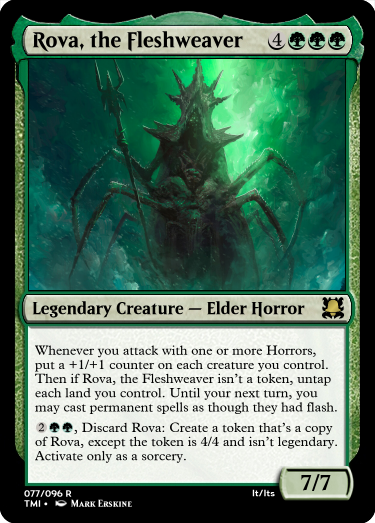 Rova, the Fleshweaver 4
Legendary Creature — Elder Horror
Whenever you attack with one or more Horrors,
put a +1/+1 counter on each creature you control.
Then if Rova, the Fleshweaver isn't a token, untap
each land you control. Until your next turn, you
may cast permanent spells as though they had flash.
2, Discard Rova: Create a token that's a copy
of Rova, except the token is 4/4 and isn't legendary.
Activate only as a sorcery.
7/7
077/096 R It/Its
TMI • Mark Erskine